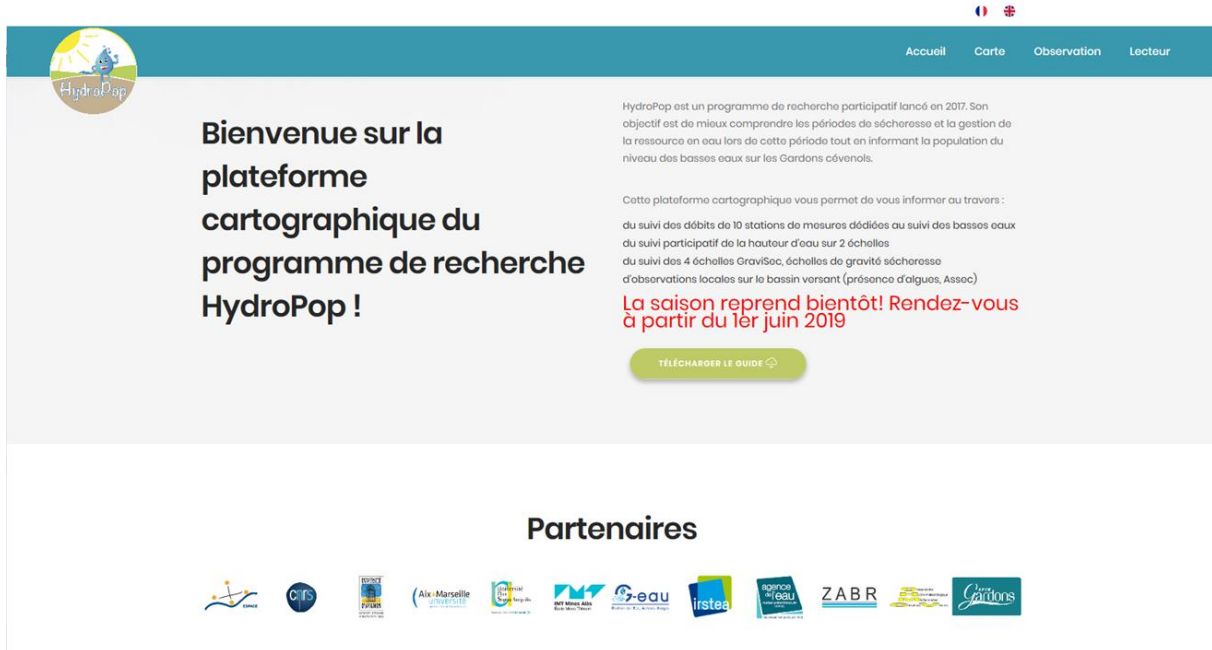 Accueil Carte Observation Lecteur
HydroPop
Bienvenue sur la
plateforme
cartographique du
programme de recherche
HydroPop !
HydroPop est un programme de recherche participatif lancé en 2017. Son
objectif est de mieux comprendre les périodes de sécheresse et la gestion de
la ressource en eau lors de cette période tout en informant la population du
niveau des basses eaux sur les Gardons cévenols.
Cette plateforme cartographique vous permet de vous informer au travers :
du suivi des débits de 10 stations de mesures dédiées au suivi des basses eaux
du suivi participatif de la hauteur d'eau sur 2 échelles
du suivi des 4 échelles GraviSec, échelles de gravité sécheresse
d'observations locales sur le bassin versant (présence d'algues, Assec)
La saison reprend bientôt! Rendez-vous
à partir du 1er juin 2019
TÉLÉCHARGER LE GUIDE
Partenaires
ESPACE
cnrs
Aix*Marseille
université
IMT Mines Alès
G-eau
irstea
agence
de l'eau
ZABR
Gardons